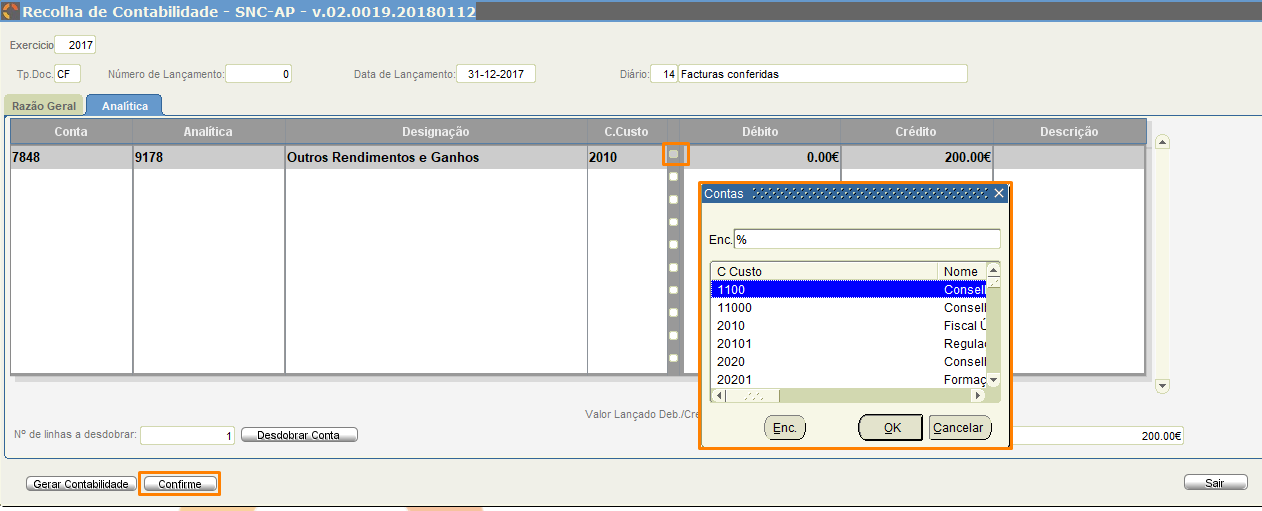 Recolha de Contabilidade - SNC-AP - v.02.0019.20180112
Exercicio 2017
Tp.Doc. CF Número de Lançamento: 0 Data de Lançamento: 31-12-2017 Diário: 14 Facturas conferidas
Razão Geral Analítica
Conta Analítica Designação C.Custo Débito Crédito Descrição
7848 9178 Outros Rendimentos e Ganhos 2010 0.00€ 200.00€
Contas
Enc. %
C Custo Nome
1100 Consell
11000 Consell
2010 Fiscal Ú
20101 Regula
2020 Consell
20201 Formaç
Enc. OK Cancelar
Valor Lançado Deb./Cre
Nº de linhas a desdobrar: 1 Desdobrar Conta 200.00€
Gerar Contabilidade Confirme Sair